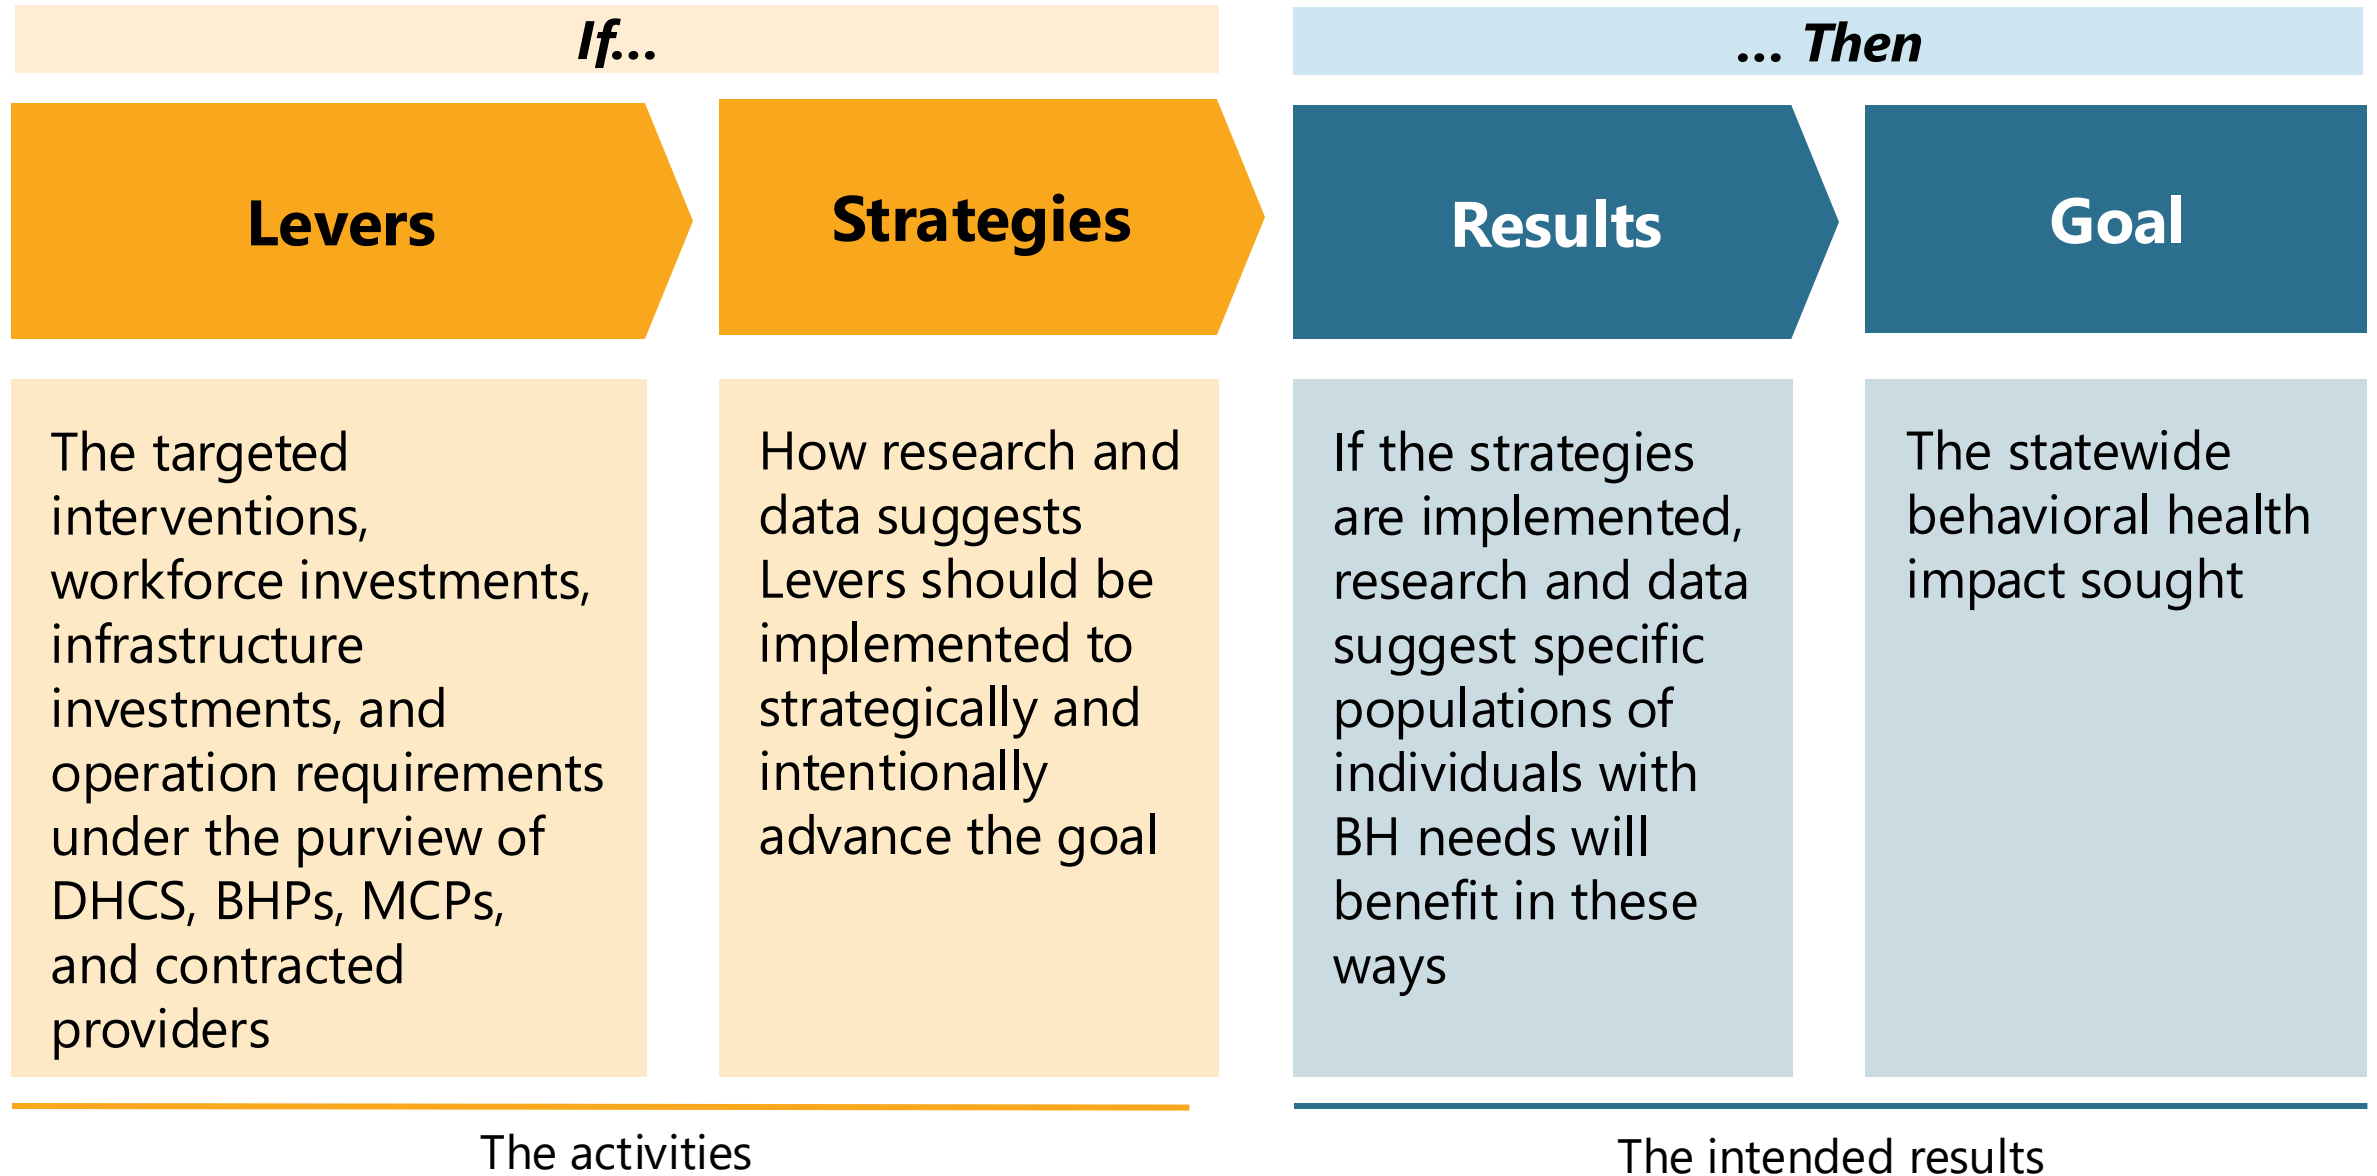 If...
... Then
Levers
Strategies
Results
Goal
The targeted
interventions,
workforce investments,
infrastructure
investments, and
operation requirements
under the purview of
DHCS, BHPs, MCPs,
and contracted
providers
How research and
data suggests
Levers should be
implemented to
strategically and
intentionally
advance the goal
If the strategies
are implemented,
research and data
suggest specific
populations of
individuals with
BH needs will
benefit in these
ways
The statewide
behavioral health
impact sought
The activities
The intended results